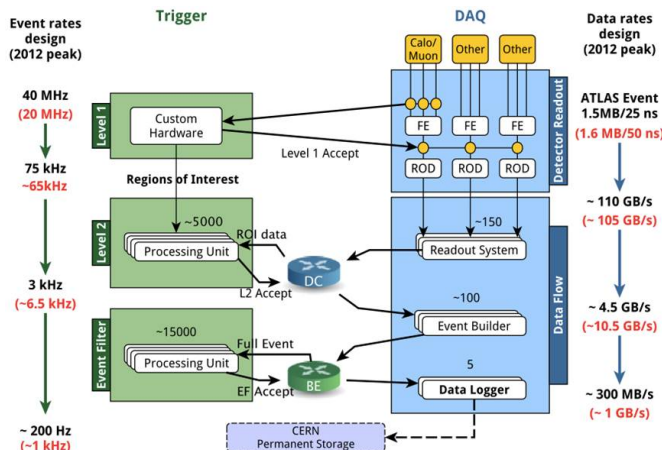 Event rates
design
(2012 peak)
Trigger
DAQ
Data rates
design
(2012 peak)
Calo/
Muon
Other
Other
40 MHz
(20 MHz)
Level 1
Custom
Hardware
FE
FE
FE
Detector Readout
ATLAS Event
1.5MB/25 ns
(1.6 MB/50 ns)
Level 1 Accept
75 kHz
~65kHz
ROD
ROD
ROD
Regions of Interest
~ 110 GB/s
(~ 105 GB/s)
Level 2
~5000
ROI data
~150
Processing Unit
Readout System
DC
L2 Accept
3 kHz
(~6.5 kHz)
~100
Event Builder
Data Flow
~ 4.5 GB/s
(~10.5 GB/s)
Event Filter
~15000
Full Event
Processing Unit
BE
EF Accept
5
Data Logger
~ 300 MB/s
(~ 1 GB/s)
~ 200 Hz
(~1 kHz)
CERN
Permanent Storage